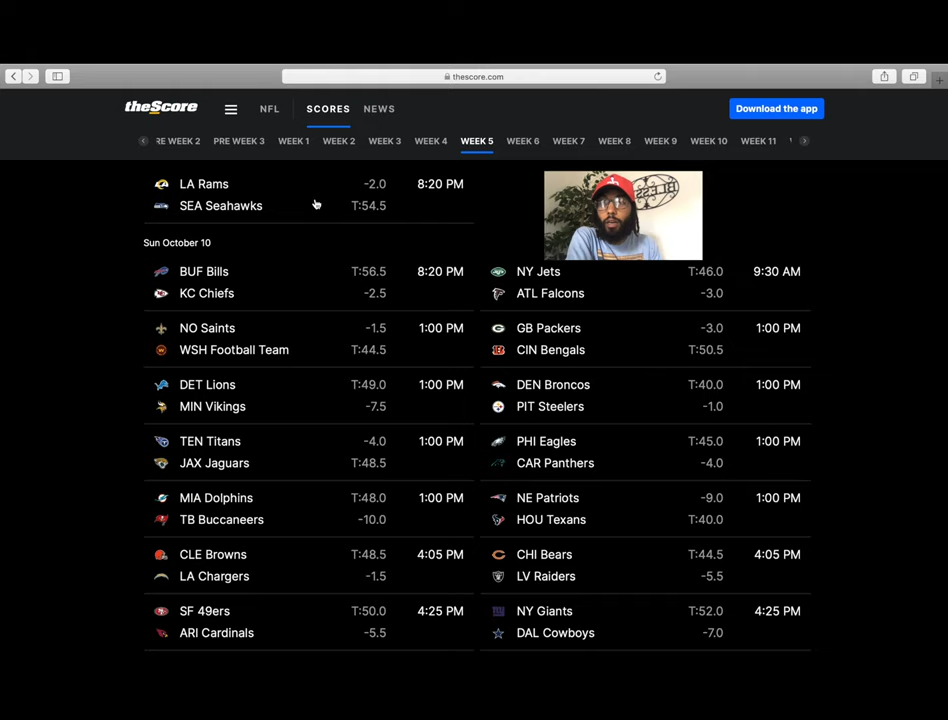 thescore.com
theScore NFL SCORES NEWS Download the app
RE WEEK 2 PRE WEEK 3 WEEK 1 WEEK 2 WEEK 3 WEEK 4 WEEK 5 WEEK 6 WEEK 7 WEEK 8 WEEK 9 WEEK 10 WEEK 11
LA Rams -2.0 8:20 PM
SEA Seahawks T:54.5
BLESS
Sun October 10
BUF Bills T:56.5 8:20 PM
KC Chiefs -2.5
NY Jets T:46.0 9:30 AM
ATL Falcons -3.0
NO Saints -1.5 1:00 PM
WSH Football Team T:44.5
GB Packers -3.0 1:00 PM
CIN Bengals T:50.5
DET Lions T:49.0 1:00 PM
MIN Vikings -7.5
DEN Broncos T:40.0 1:00 PM
PIT Steelers -1.0
TEN Titans -4.0 1:00 PM
JAX Jaguars T:48.5
PHI Eagles T:45.0 1:00 PM
CAR Panthers -4.0
MIA Dolphins T:48.0 1:00 PM
TB Buccaneers -10.0
NE Patriots -9.0 1:00 PM
HOU Texans T:40.0
CLE Browns T:48.5 4:05 PM
LA Chargers -1.5
CHI Bears T:44.5 4:05 PM
LV Raiders -5.5
SF 49ers T:50.0 4:25 PM
ARI Cardinals -5.5
NY Giants T:52.0 4:25 PM
DAL Cowboys -7.0